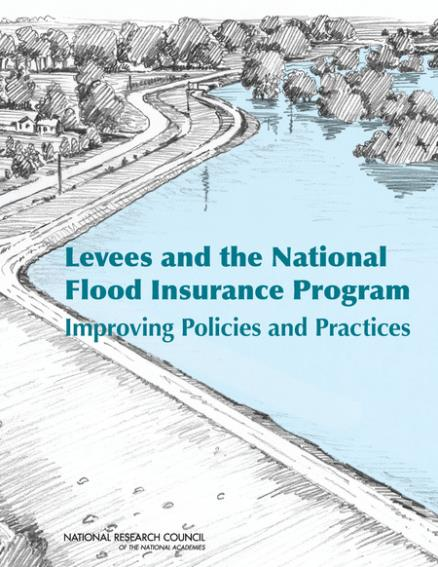 Levees and the National
Flood Insurance Program
Improving Policies and Practices
NATIONAL RESEARCH COUNCIL
OF THE NATIONAL ACADEMIES